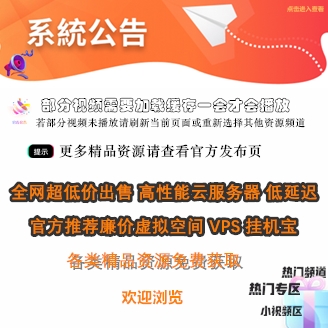 点击进入查看
系統公告
部分视频需要加载缓存一会才会播放
若部分视频未播放请刷新当前页面或重新选择其他资源频道
提示 更多精品资源请查看官方发布页
全网超低价出售 高性能云服务器 低延迟
官方推荐廉价虚拟空间 VPS 挂机宝
各类精品资源免费获取
热门频道
热门专区
欢迎浏览
小视频区